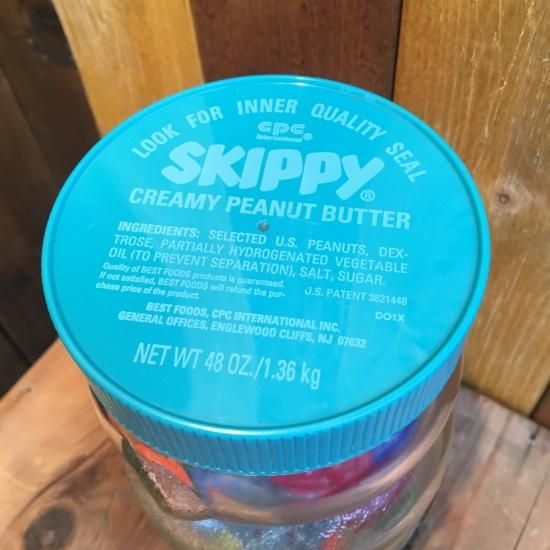 LOOK FOR INNER QUALITY SEAL
CPC
International®
SKIPPY®
CREAMY PEANUT BUTTER
INGREDIENTS: SELECTED U.S. PEANUTS, DEX-
TROSE, PARTIALLY HYDROGENATED VEGETABLE
OIL (TO PREVENT SEPARATION), SALT, SUGAR.
Quality of BEST FOODS products is guaranteed.
If not satisfied, BEST FOODS will refund the pur-
chase price of the product.
U.S. PATENT 3821448
DO1X
BEST FOODS, CPC INTERNATIONAL INC.
GENERAL OFFICES, ENGLEWOOD CLIFFS, NJ 07632
NET WT 48 OZ./1.36 kg